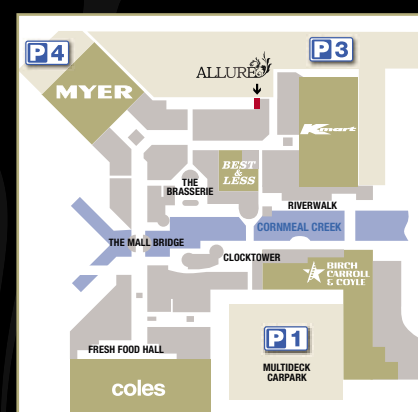 P4
P3
ALLURE
MYER
Kmart
BEST
&
LESS
THE
BRASSERIE
RIVERWALK
CORNMEAL CREEK
THE MALL BRIDGE
CLOCKTOWER
BIRCH
CARROLL
& COYLE
P1
FRESH FOOD HALL
MULTIDECK
CARPARK
coles